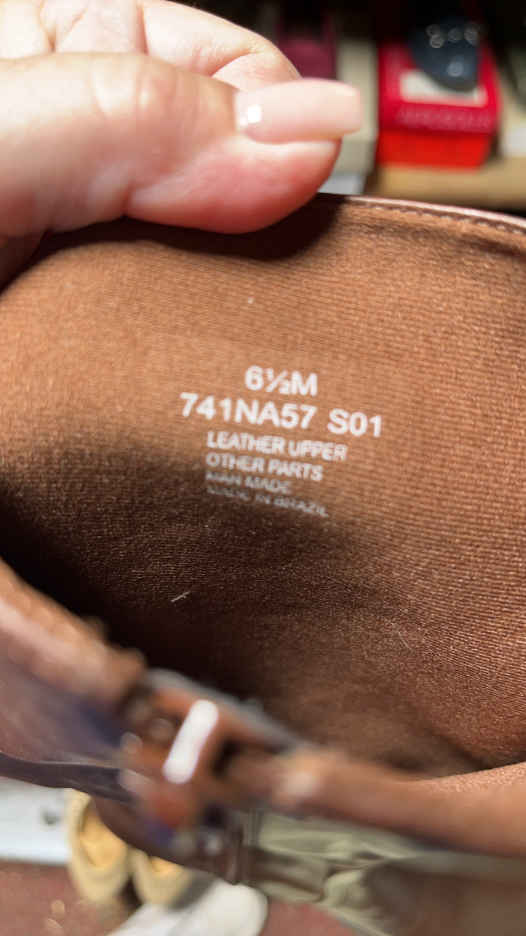 6½M
741NA57 S01
LEATHER UPPER
OTHER PARTS
MAN MADE
MADE IN BRAZIL